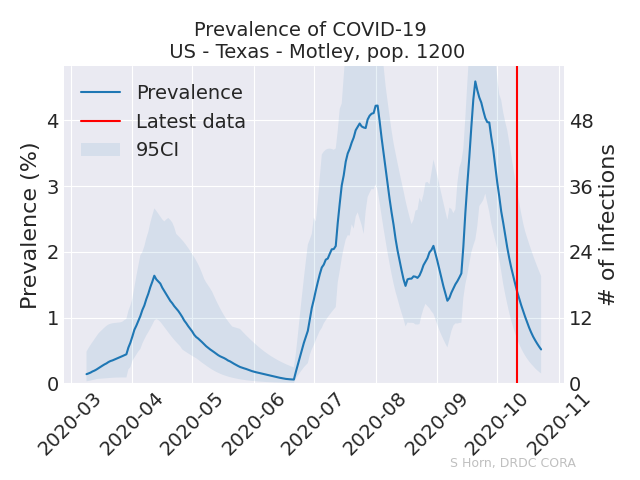 Prevalence of COVID-19
US - Texas - Motley, pop. 1200
Prevalence
Latest data
95CI
Prevalence (%)
4
3
2
1
0
# of infections
48
36
24
12
0
2020-03
2020-04
2020-05
2020-06
2020-07
2020-08
2020-09
2020-10
2020-11
S Horn, DRDC CORA